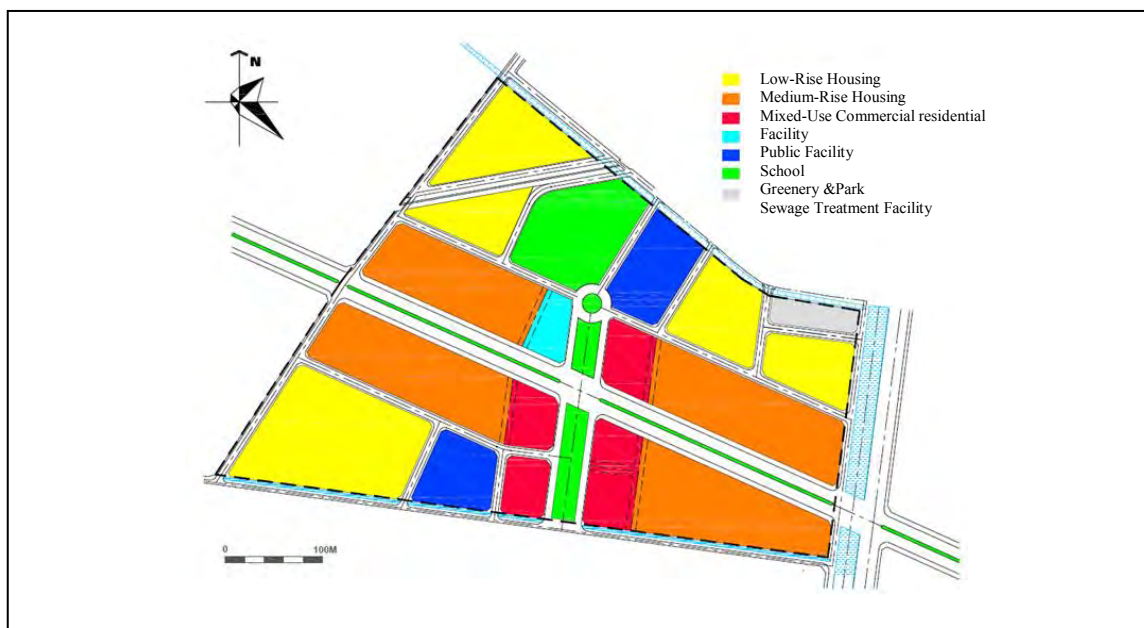 N
Low-Rise Housing
Medium-Rise Housing
Mixed-Use Commercial residential
Facility
Public Facility
School
Greenery &Park
Sewage Treatment Facility
0 100M